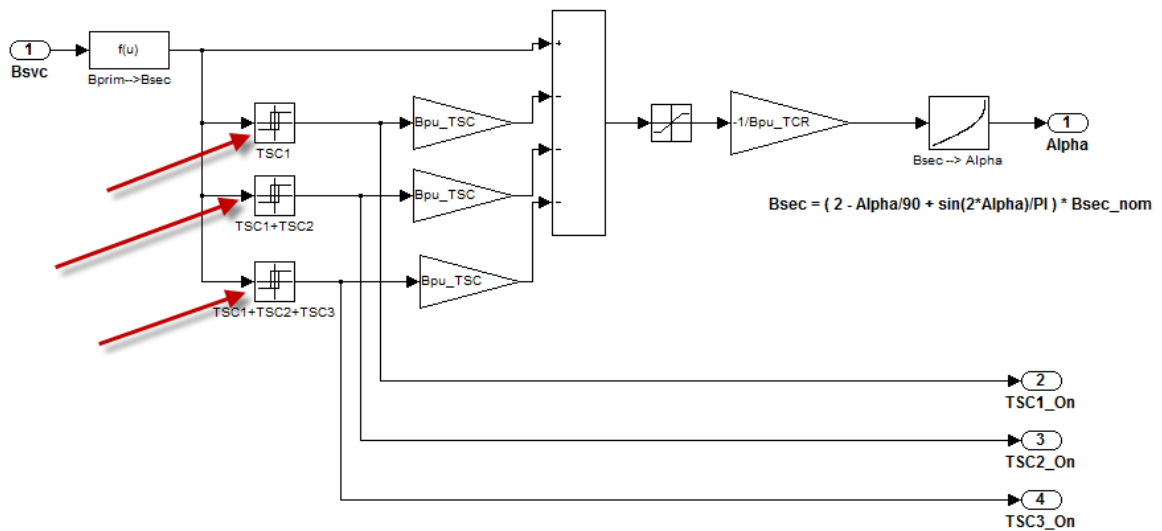 1
Bsvc
f(u)
Bprim-->Bsec
TSC1
TSC1+TSC2
TSC1+TSC2+TSC3
Bpu_TSC
Bpu_TSC
Bpu_TSC
+
−
−
−
-1/Bpu_TCR
Bsec --> Alpha
1
Alpha
Bsec = ( 2 - Alpha/90 + sin(2*Alpha)/PI ) * Bsec_nom
2
TSC1_On
3
TSC2_On
4
TSC3_On